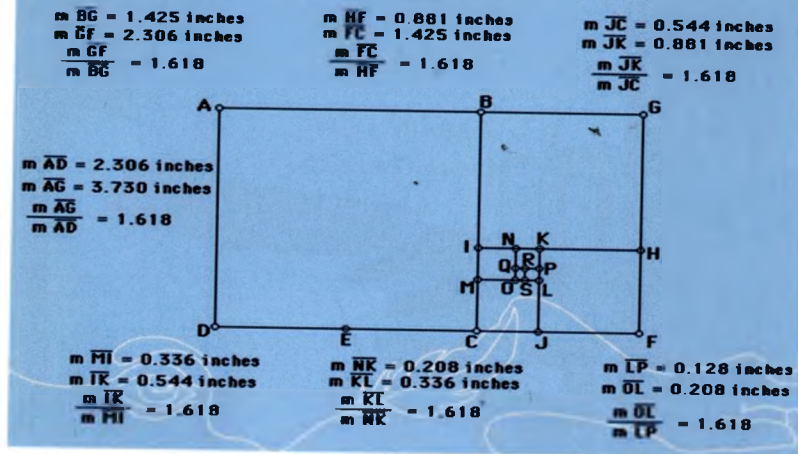 m BG = 1.425 inches
m GF = 2.306 inches
m GF
m BG
= 1.618
m HF = 0.881 inches
m FC = 1.425 inches
m FC
m HF
= 1.618
m JC = 0.544 inches
m JK = 0.881 inches
m JK
m JC
= 1.618
A
B
G
m AD = 2.306 inches
m AG = 3.730 inches
m AG
m AD
= 1.618
I
N
K
H
Q
R
P
M
O
S
L
D
E
C
J
F
m MI = 0.336 inches
m IK = 0.544 inches
m IK
m MI
= 1.618
m NK = 0.208 inches
m KL = 0.336 inches
m KL
m NK
= 1.618
m LP = 0.128 inches
m OL = 0.208 inches
m OL
m LP
= 1.618